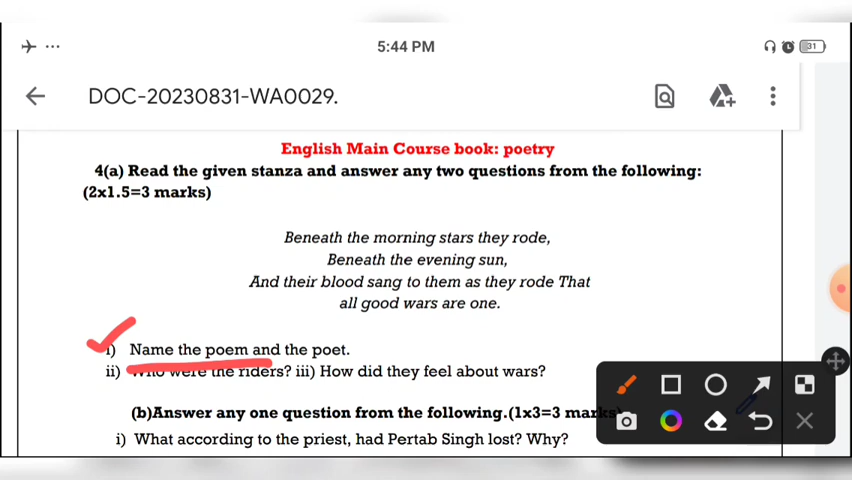 5:44 PM
31
DOC-20230831-WA0029.
English Main Course book: poetry
4(a) Read the given stanza and answer any two questions from the following:
(2x1.5=3 marks)
Beneath the morning stars they rode,
Beneath the evening sun,
And their blood sang to them as they rode That
all good wars are one.
i) Name the poem and the poet.
ii) Who were the riders? iii) How did they feel about wars?
(b)Answer any one question from the following.(1x3=3 marks)
i) What according to the priest, had Pertab Singh lost? Why?